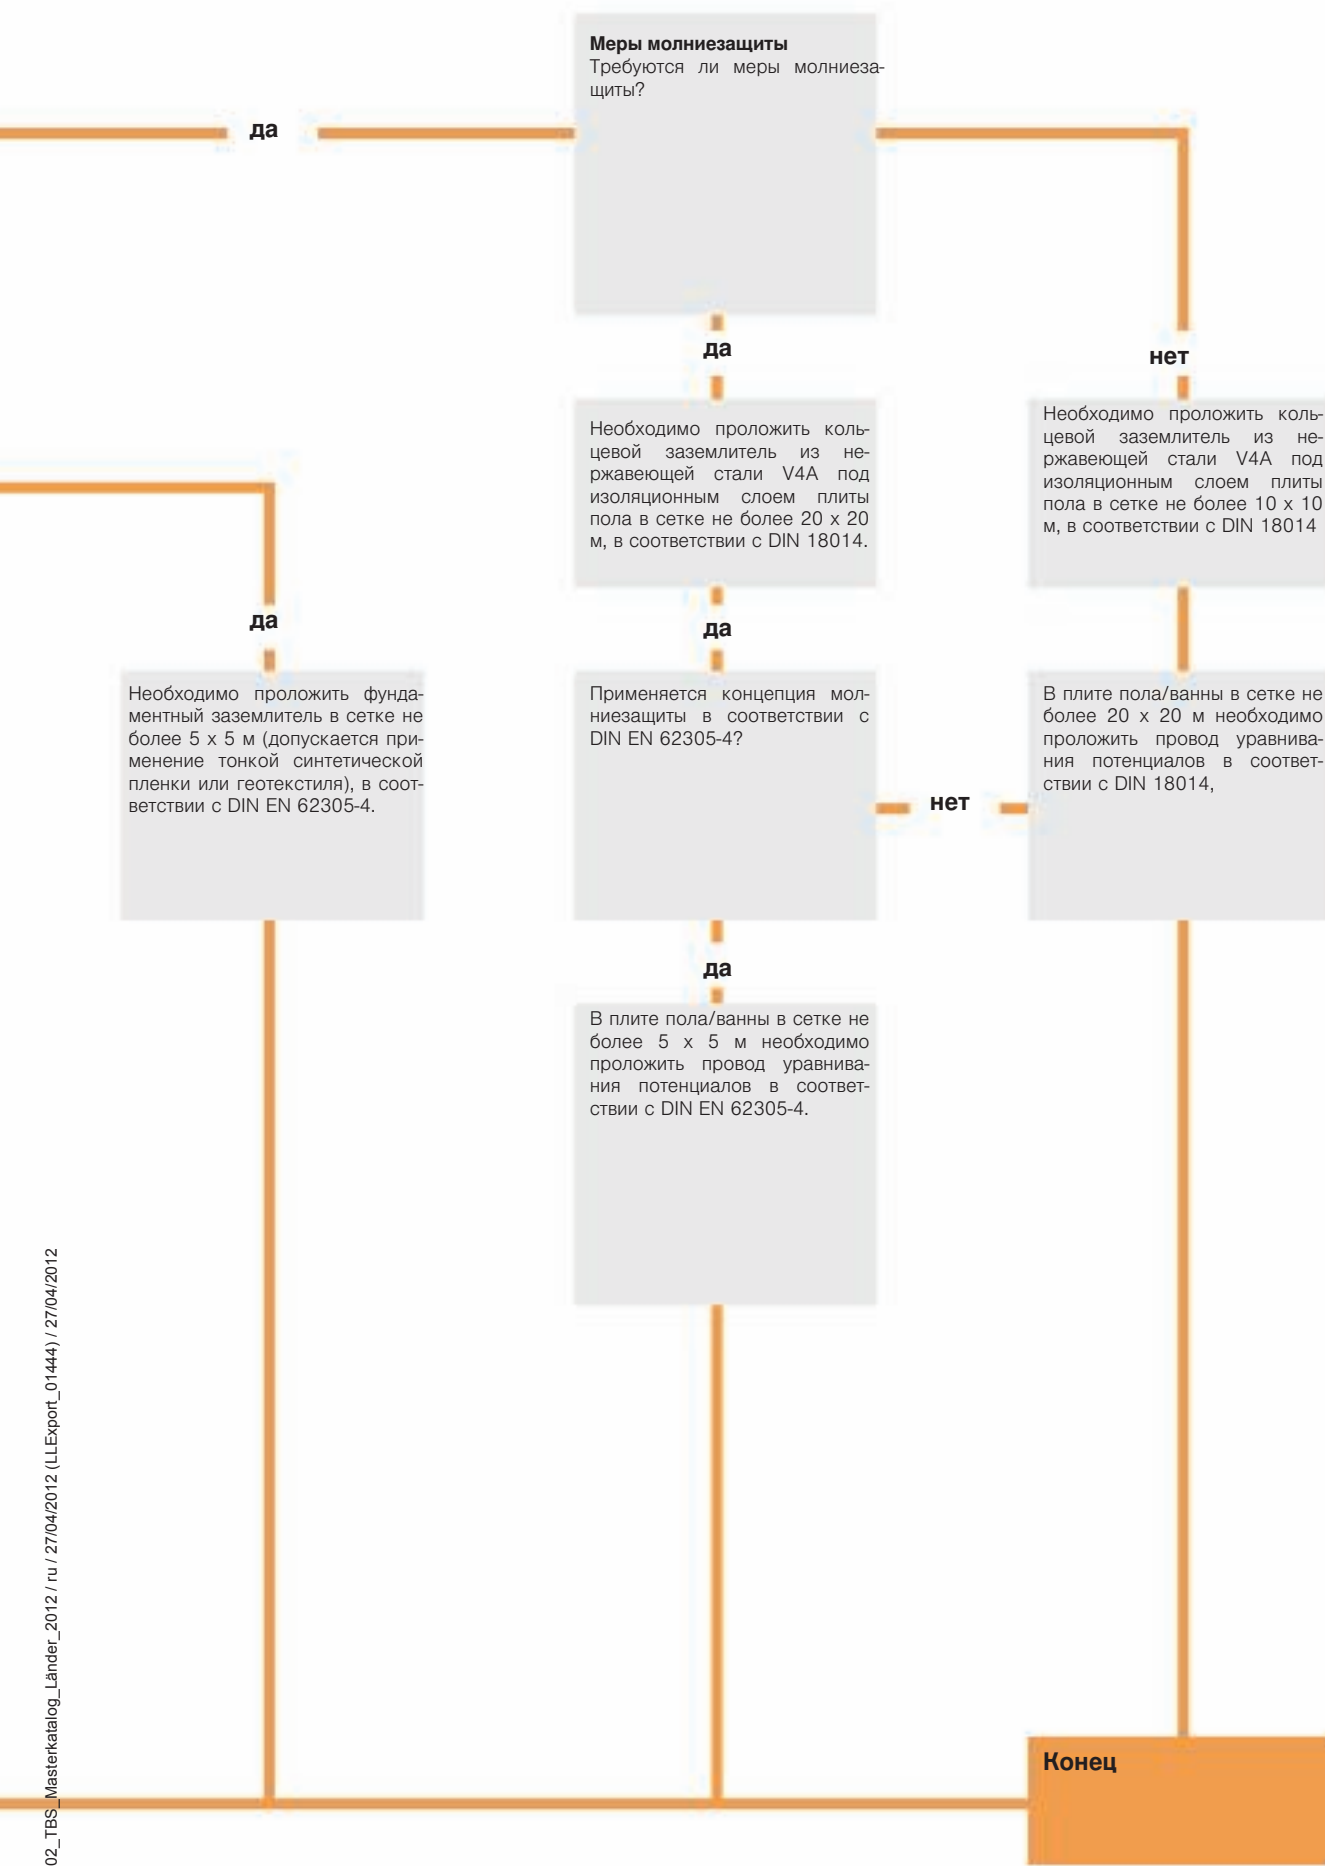 Меры молниезащиты
Требуются ли меры молниеза-
щиты?
да
да
нет
Необходимо проложить коль-
цевой заземлитель из не-
ржавеющей стали V4A под
изоляционным слоем плиты
пола в сетке не более 20 x 20
м, в соответствии с DIN 18014.
Необходимо проложить коль-
цевой заземлитель из не-
ржавеющей стали V4A под
изоляционным слоем плиты
пола в сетке не более 10 x 10
м, в соответствии с DIN 18014
да
да
Необходимо проложить фунда-
ментный заземлитель в сетке не
более 5 x 5 м (допускается при-
менение тонкой синтетической
пленки или геотекстиля), в соот-
ветствии с DIN EN 62305-4.
Применяется концепция мол-
ниезащиты в соответствии с
DIN EN 62305-4?
нет
В плите пола/ванны в сетке не
более 20 x 20 м необходимо
проложить провод уравнива-
ния потенциалов в соответ-
ствии с DIN 18014,
да
В плите пола/ванны в сетке не
более 5 x 5 м необходимо
проложить провод уравнива-
ния потенциалов в соответ-
ствии с DIN EN 62305-4.
Конец
02_TBS_Masterkatalog_Länder_2012 / ru / 27/04/2012 (LLExport_01444) / 27/04/2012